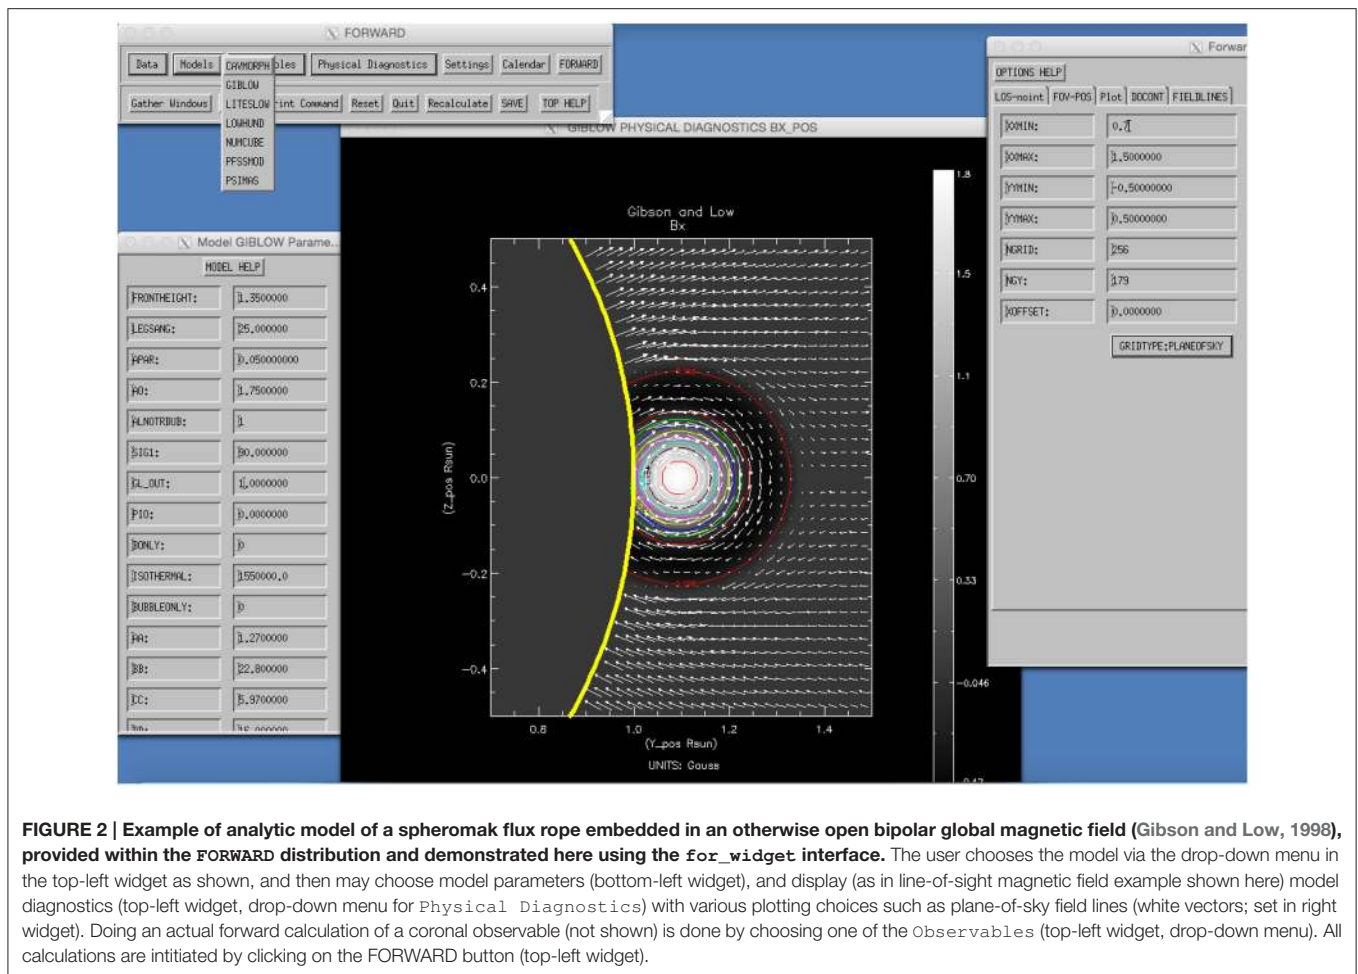 FORWARD
Data Models CAVMORPH bles Physical Diagnostics Settings Calendar FORWARD
GIBLOW
Gather Windows LITESLOW rint Command Reset Quit Recalculate SAVE TOP HELP
LOWHUND
NUMCUBE
PFSSMOD
PSIMAS
Model GIBLOW Parame...
MODEL HELP
FRONTHEIGHT: 1.3500000
LEGSANG: 25.000000
APAR: 0.050000000
AO: 1.7500000
ALNOTRBUB: 1
SIG1: 30.000000
GL_OUT: 1.0000000
PIO: 0.0000000
BONLY: 0
ISOTHERMAL: 1550000.0
BUBBLEONLY: 0
AA: 1.2700000
BB: 22.800000
CC: 5.9700000
GIBLOW PHYSICAL DIAGNOSTICS BX_POS
Gibson and Low
Bx
0.4
0.2
0.0
-0.2
-0.4
(Z_pos Rsun)
0.8 1.0 1.2 1.4
(Y_pos Rsun)
UNITS: Gauss
1.8
1.5
1.1
0.70
0.33
-0.046
Forwar
OPTIONS HELP
LOS-noint FOV-POS Plot DOCONT FIELDLINES
XXMIN: 0.7
XXMAX: 1.5000000
YYMIN: -0.50000000
YYMAX: 0.50000000
NGRID: 256
NGY: 179
XOFFSET: 0.0000000
GRIDTYPE:PLANEOFSKY
FIGURE 2 | Example of analytic model of a spheromak flux rope embedded in an otherwise open bipolar global magnetic field (Gibson and Low, 1998),
provided within the FORWARD distribution and demonstrated here using the for_widget interface. The user chooses the model via the drop-down menu in
the top-left widget as shown, and then may choose model parameters (bottom-left widget), and display (as in line-of-sight magnetic field example shown here) model
diagnostics (top-left widget, drop-down menu for Physical Diagnostics) with various plotting choices such as plane-of-sky field lines (white vectors; set in right
widget). Doing an actual forward calculation of a coronal observable (not shown) is done by choosing one of the Observables (top-left widget, drop-down menu). All
calculations are intitiated by clicking on the FORWARD button (top-left widget).